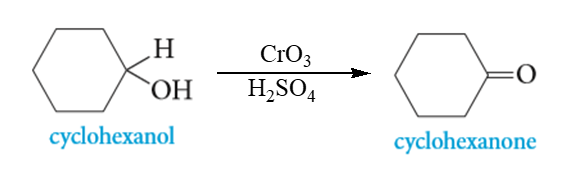 H
OH
cyclohexanol
CrO₃
H₂SO₄
O
cyclohexanone